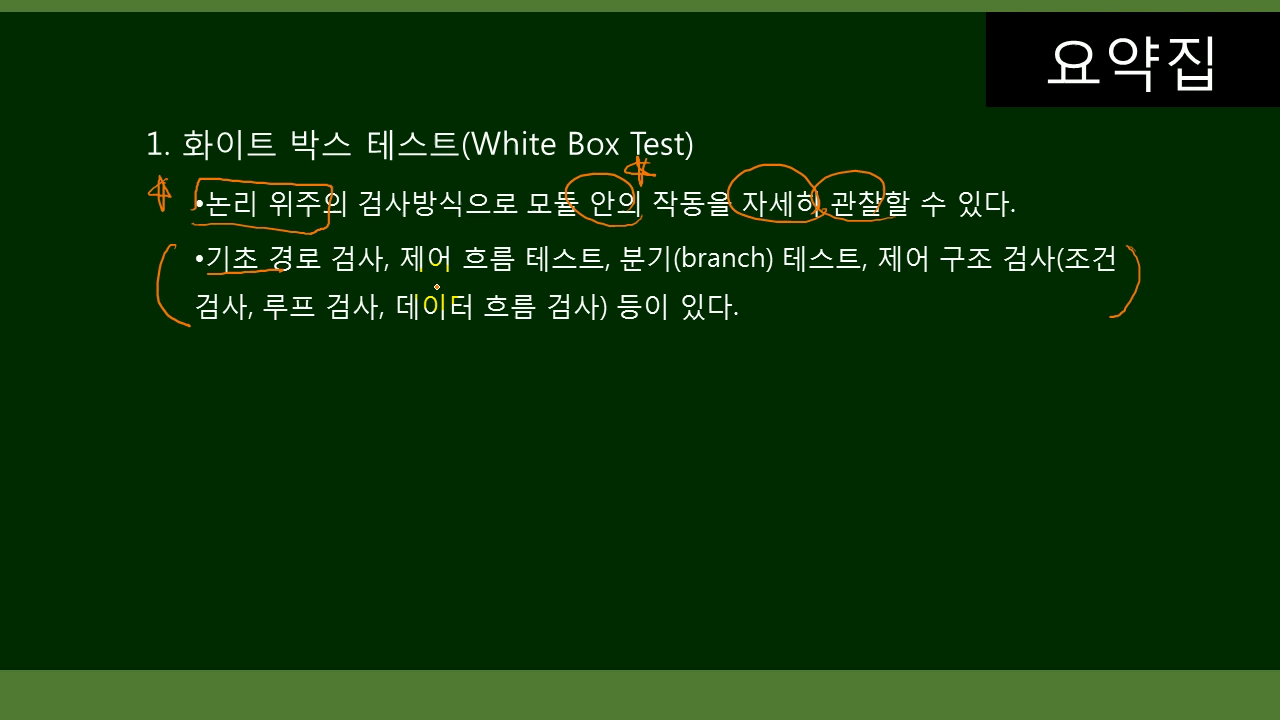 요약집
1. 화이트 박스 테스트(White Box Test)
•논리 위주의 검사방식으로 모듈 안의 작동을 자세히 관찰할 수 있다.
•기초 경로 검사, 제어 흐름 테스트, 분기(branch) 테스트, 제어 구조 검사(조건
검사, 루프 검사, 데이터 흐름 검사) 등이 있다.